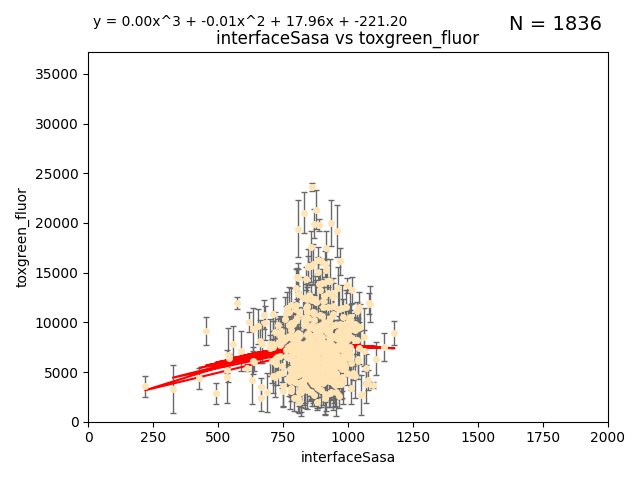 y = 0.00x^3 + -0.01x^2 + 17.96x + -221.20
N = 1836
interfaceSasa vs toxgreen_fluor
35000
30000
25000
20000
15000
10000
5000
0
toxgreen_fluor
0 250 500 750 1000 1250 1500 1750 2000
interfaceSasa